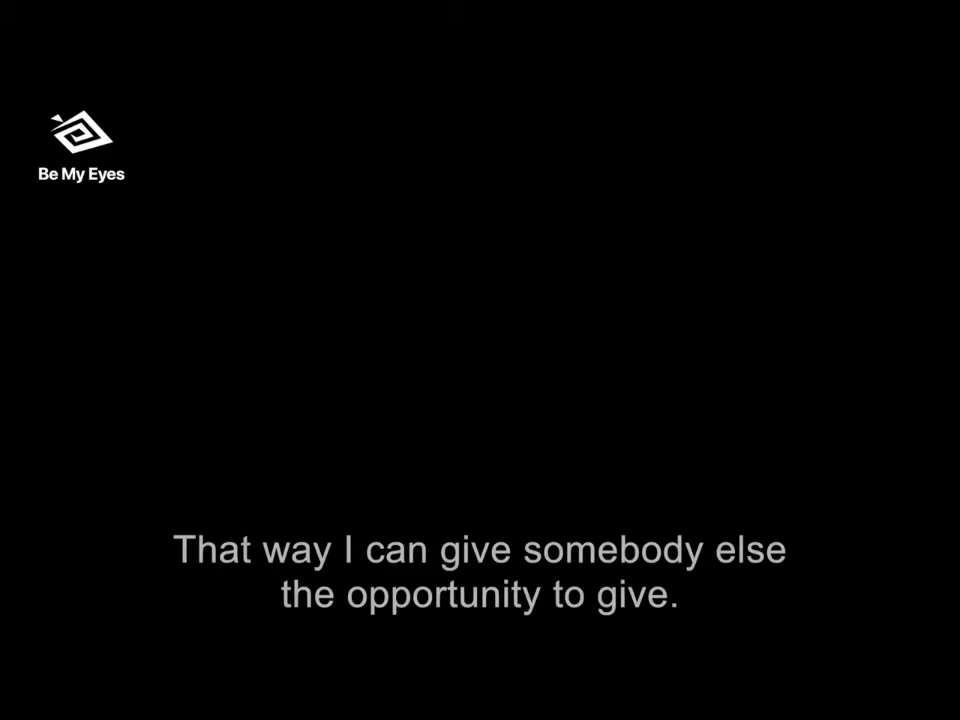 Be My Eyes
That way I can give somebody else
the opportunity to give.